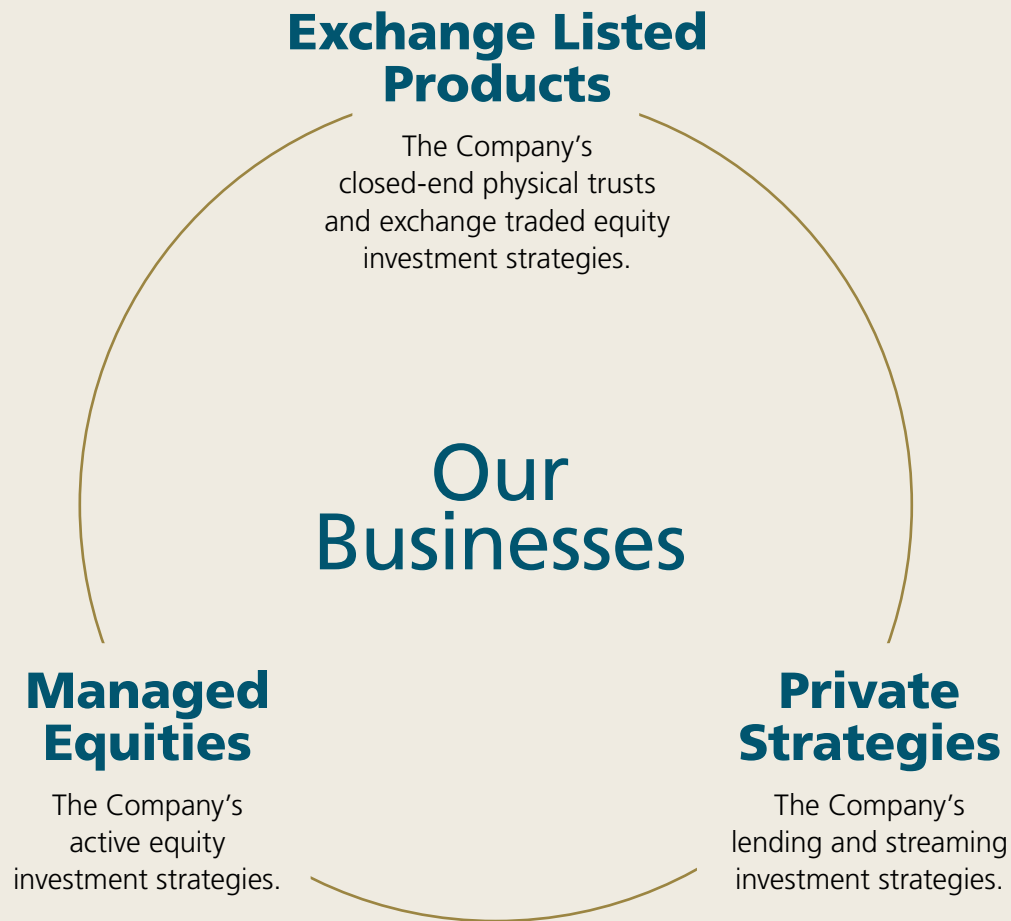 Exchange Listed
Products
The Company’s
closed-end physical trusts
and exchange traded equity
investment strategies.
Our
Businesses
Managed
Equities
The Company’s
active equity
investment strategies.
Private
Strategies
The Company’s
lending and streaming
investment strategies.